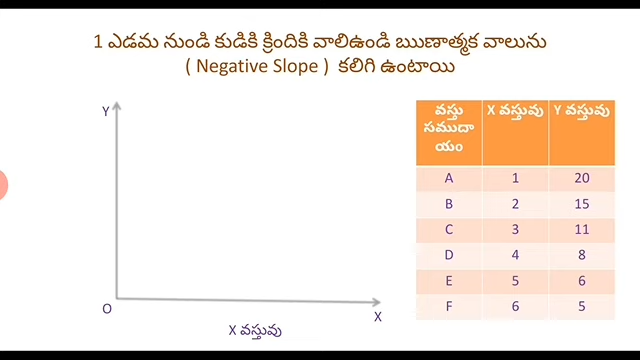 1 ఎడమ నుండి కుడికి క్రిందికి వాలిఉండి ఋణాత్మక వాలును
( Negative Slope ) కలిగి ఉంటాయి
Y
O
X
X వస్తువు
వస్తు సముదా యం X వస్తువు Y వస్తువు
A 1 20
B 2 15
C 3 11
D 4 8
E 5 6
F 6 5